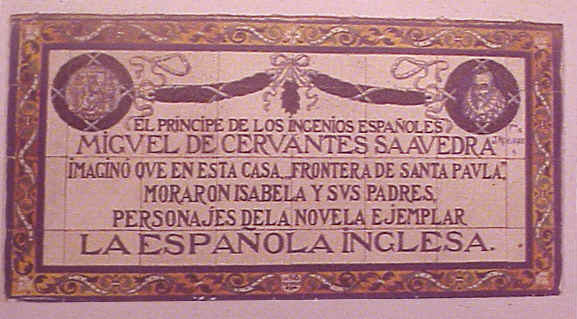 EL PRÍNCIPE DE LOS INGENIOS ESPAÑOLES
MIGVEL DE CERVANTES SAAVEDRA
IMAGINÓ QVE EN ESTA CASA "FRONTERA DE SANTA PAVLA"
MORARON ISABELA Y SVS PADRES,
PERSONAJES DE LA NOVELA EJEMPLAR
LA ESPAÑOLA INGLESA.